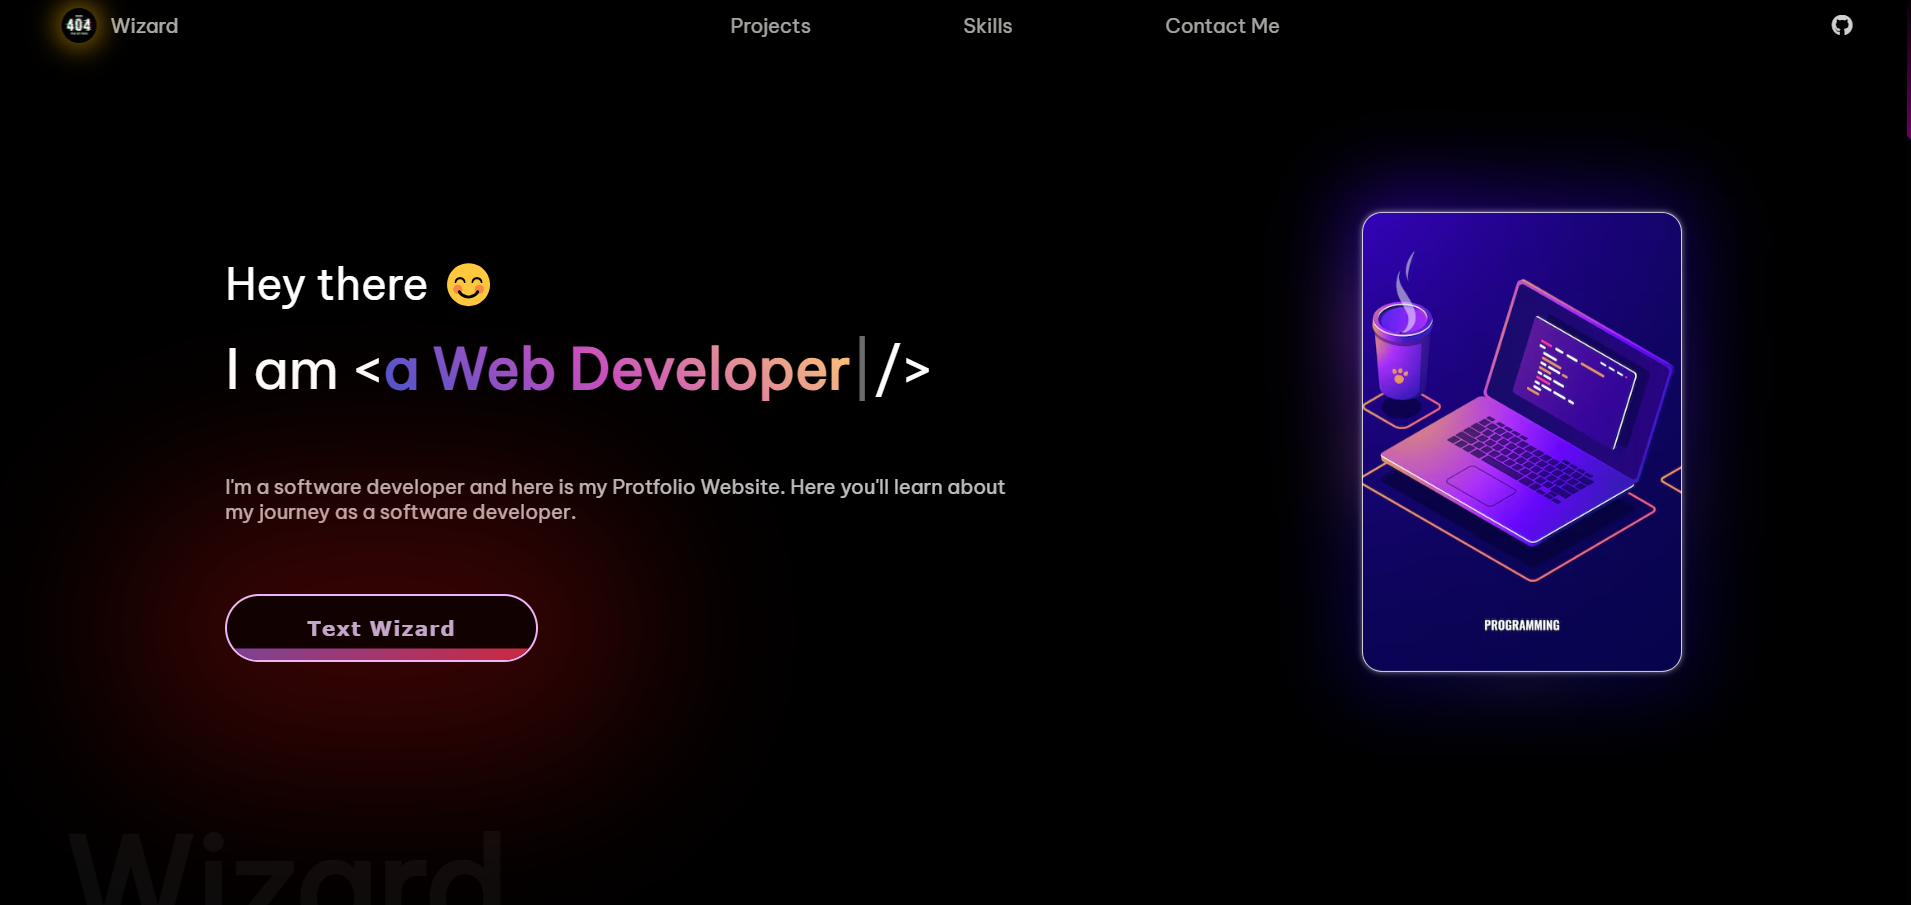 404
Wizard
Projects
Skills
Contact Me
Hey there 😊
I am <a Web Developer|/>
I'm a software developer and here is my Protfolio Website. Here you'll learn about
my journey as a software developer.
Text Wizard
PROGRAMMING
Wizard